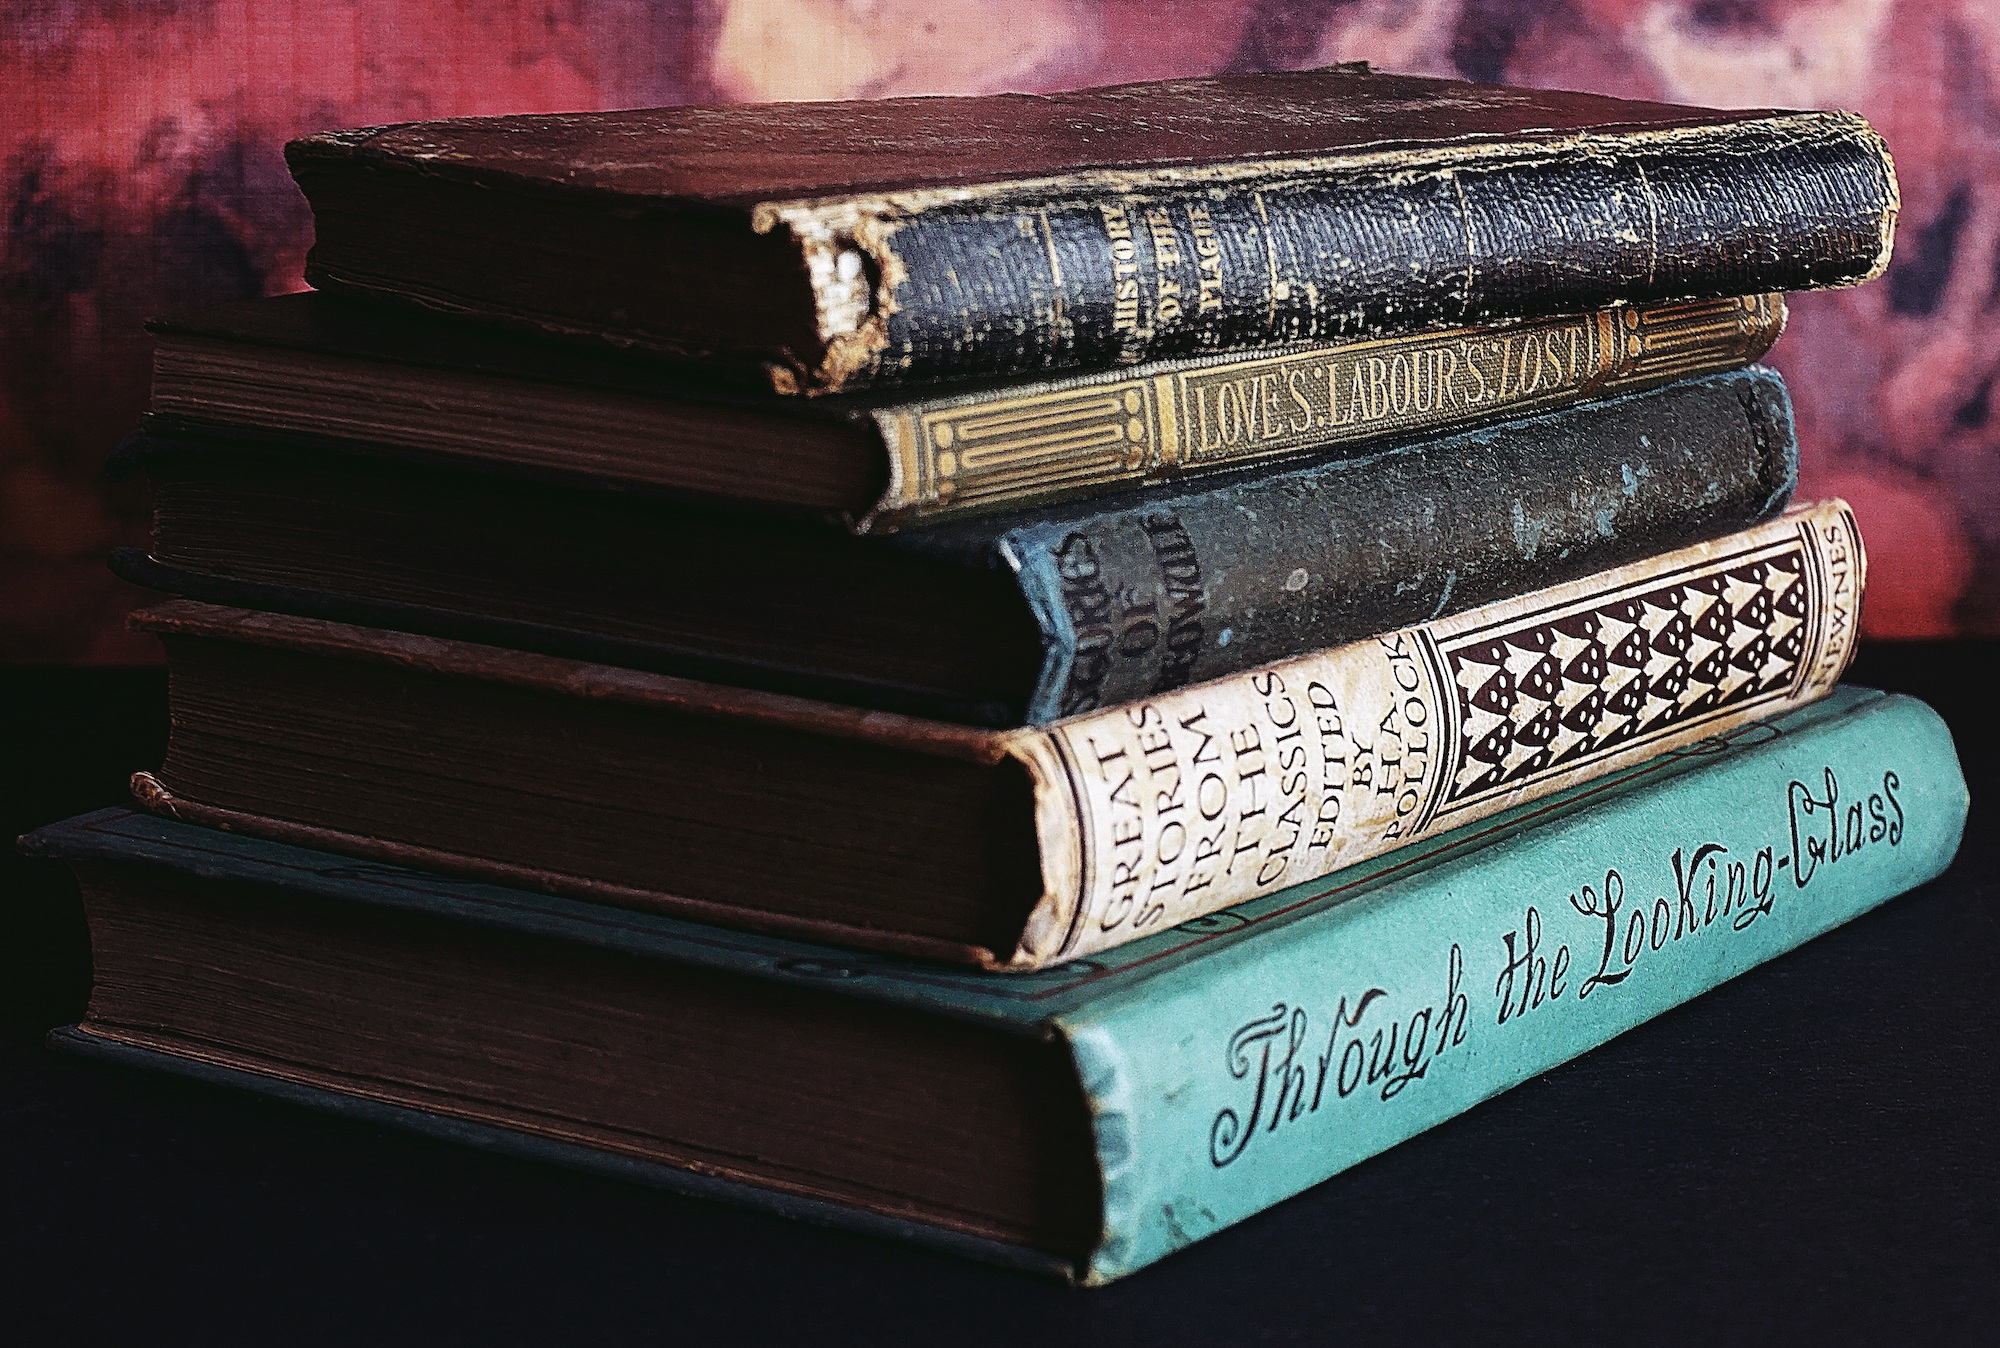 HISTORY
OF THE
PLAGUE
LOVE'S:LABOUR'S:LOST
OF
GREAT
STORIES
FROM
THE
CLASSICS
EDITED
BY
H.A.
POLLOCK
NEWNES
Through the Looking-Glass